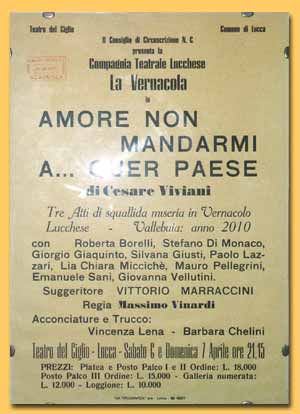 Teatro del Giglio Comune di Lucca
Il Consiglio di Circoscrizione N. 6
presenta la
Compagnia Teatrale Lucchese
La Vernacola
in
AMORE NON
MANDARMI
A... QUER PAESE
di Cesare Viviani
Tre Atti di squallida miseria in Vernacolo
Lucchese - Vallebuia: anno 2010
con Roberta Borelli, Stefano Di Monaco,
Giorgio Giaquinto, Silvana Giusti, Paolo Laz-
zari, Lia Chiara Miccichè, Mauro Pellegrini,
Emanuele Sani, Giovanna Vellutini.
Suggeritore VITTORIO MARRACCINI
Regia Massimo Vinardi
Acconciature e Trucco:
Vincenza Lena - Barbara Chelini
Teatro del Giglio - Lucca - Sabato 6 e Domenica 7 Aprile ore 21,15
PREZZI: Platea e Posto Palco I e II Ordine: L. 18.000
Posto Palco III Ordine: L. 15.000 - Galleria numerata:
L. 12.000 - Loggione: L. 10.000